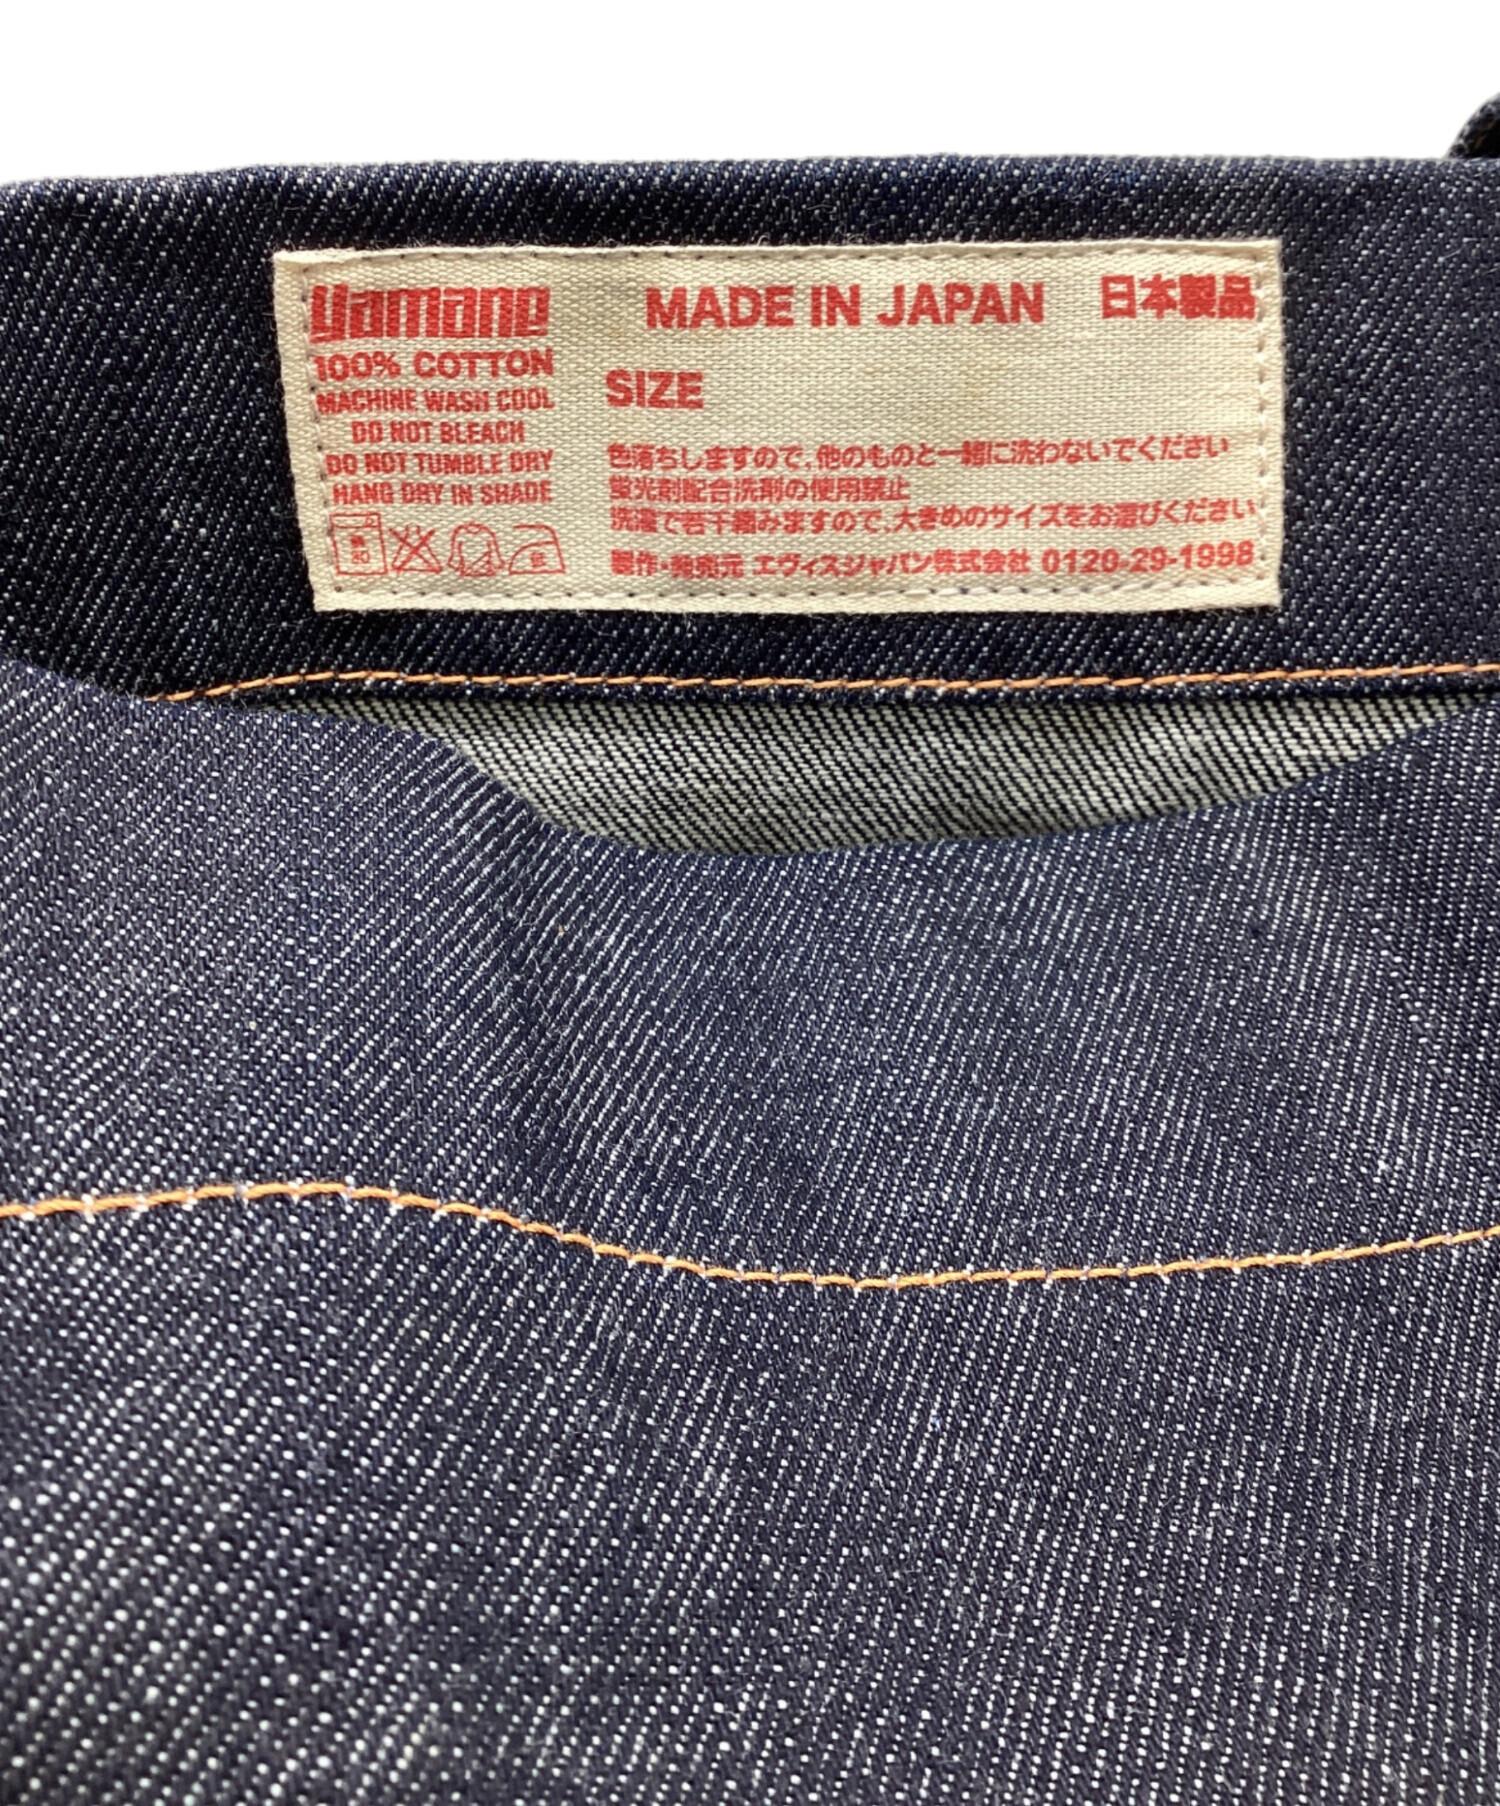 yamane
100% COTTON
MACHINE WASH COOL
DO NOT BLEACH
DO NOT TUMBLE DRY
HANG DRY IN SHADE
MADE IN JAPAN 日本製品
SIZE
色落ちしますので、他のものと一緒に洗わないでください
蛍光剤配合洗剤の使用禁止
洗濯で若干縮みますので、大きめのサイズをお選びください
製作・発売元 エヴィスジャパン株式会社 0120-29-1998